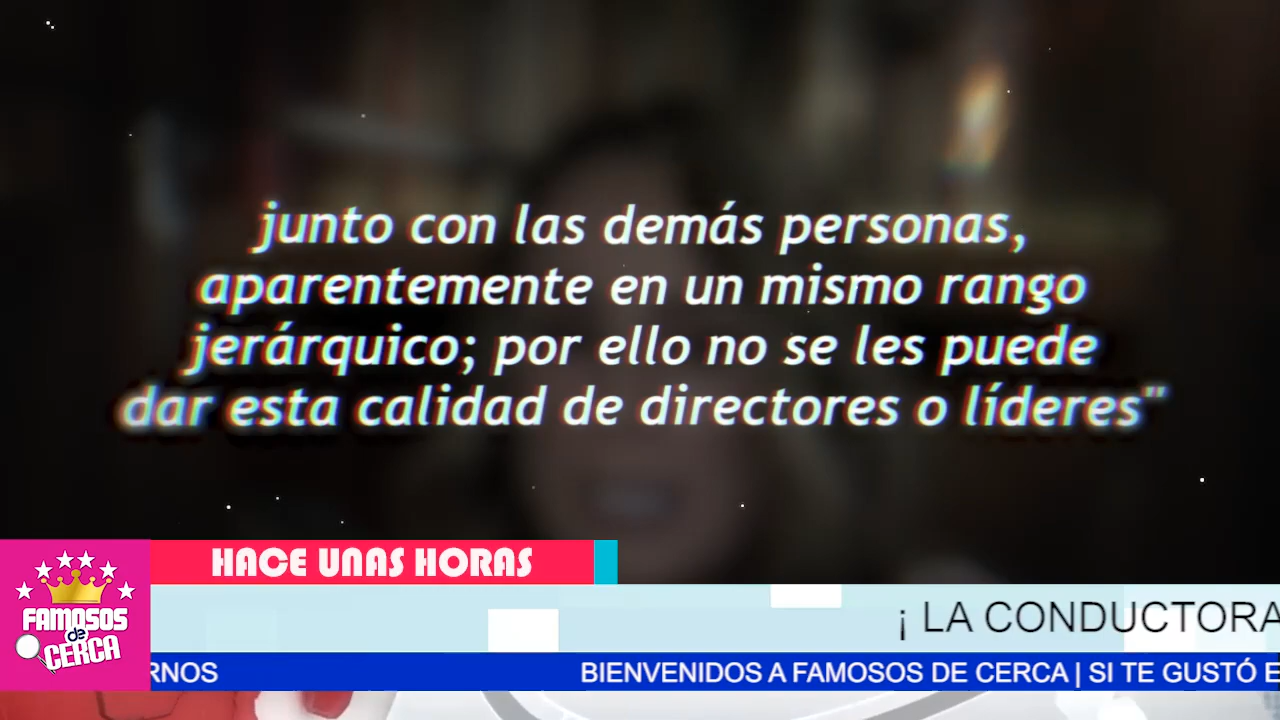 junto con las demás personas,
aparentemente en un mismo rango
jerárquico; por ello no se les puede
dar esta calidad de directores o líderes"
HACE UNAS HORAS
FAMOSOS
de
CERCA
¡ LA CONDUCTORA
RNOS BIENVENIDOS A FAMOSOS DE CERCA | SI TE GUSTÓ E